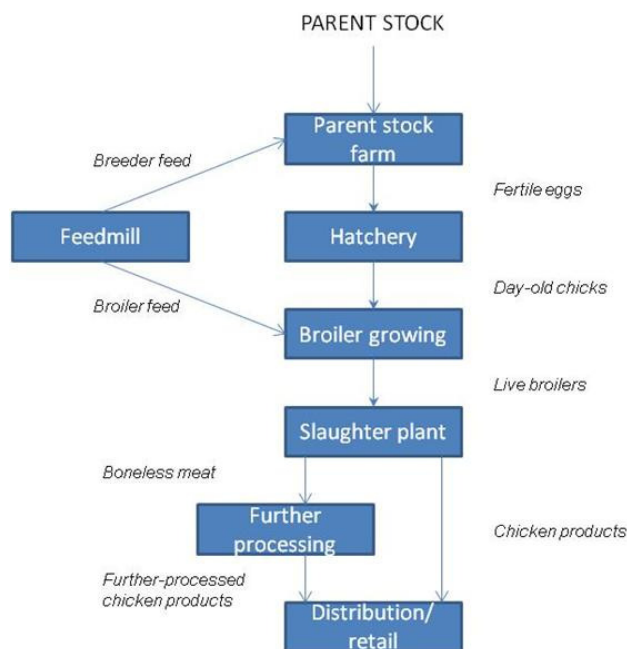 PARENT STOCK
Parent stock
farm
Breeder feed
Fertile eggs
Feedmill
Hatchery
Day-old chicks
Broiler feed
Broiler growing
Live broilers
Slaughter plant
Boneless meat
Further
processing
Chicken products
Further-processed
chicken products
Distribution/
retail